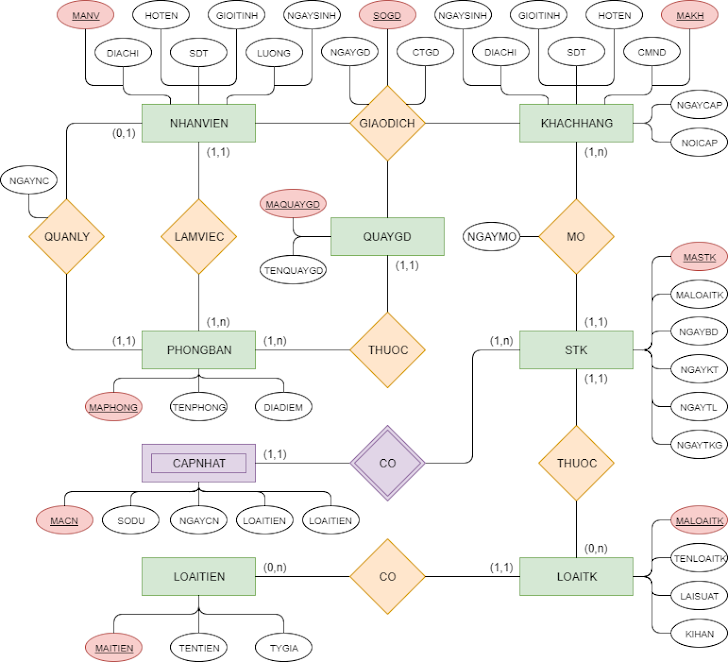 MANV HOTEN GIOITINH NGAYSINH SOGD NGAYSINH GIOITINH HOTEN MAKH
DIACHI SDT LUONG NGAYGD CTGD DIACHI SDT CMND
NGAYCAP
NHANVIEN GIAODICH KHACHHANG
(0,1) NOICAP
(1,1) (1,n)
NGAYNC
MAQUAYGD
QUANLY LAMVIEC QUAYGD NGAYMO MO
MASTK
TENQUAYGD (1,1)
MALOAITK
(1,n) (1,1)
NGAYBD
(1,1) (1,n) (1,n)
PHONGBAN THUOC STK
NGAYKT
(1,1)
MAPHONG TENPHONG DIADIEM NGAYTL
NGAYTKG
(1,1)
CAPNHAT CO THUOC
MACN SODU NGAYCN LOAITIEN LOAITIEN MALOAITK
(0,n)
TENLOAITK
(0,n) (1,1)
LOAITIEN CO LOAITK
LAISUAT
KIHAN
MAITIEN TENTIEN TYGIA